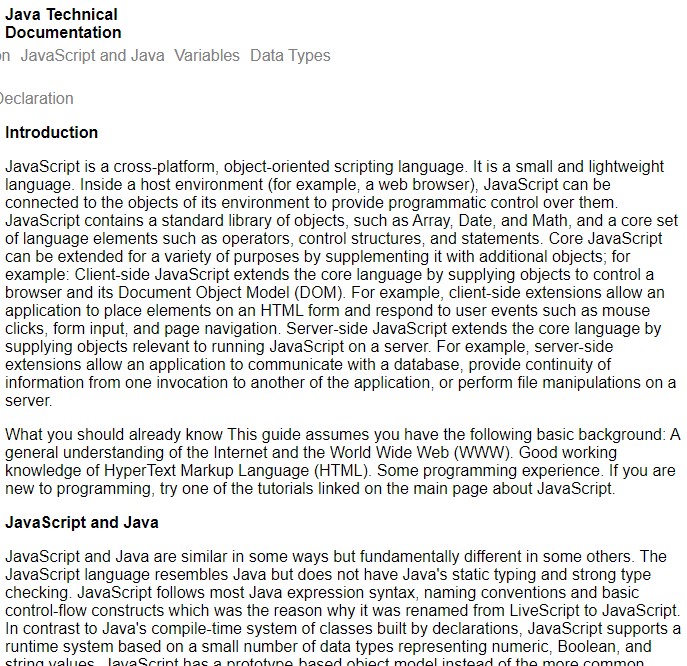 Java Technical
Documentation
JavaScript and Java Variables Data Types
Declaration
Introduction
JavaScript is a cross-platform, object-oriented scripting language. It is a small and lightweight
language. Inside a host environment (for example, a web browser), JavaScript can be
connected to the objects of its environment to provide programmatic control over them.
JavaScript contains a standard library of objects, such as Array, Date, and Math, and a core set
of language elements such as operators, control structures, and statements. Core JavaScript
can be extended for a variety of purposes by supplementing it with additional objects; for
example: Client-side JavaScript extends the core language by supplying objects to control a
browser and its Document Object Model (DOM). For example, client-side extensions allow an
application to place elements on an HTML form and respond to user events such as mouse
clicks, form input, and page navigation. Server-side JavaScript extends the core language by
supplying objects relevant to running JavaScript on a server. For example, server-side
extensions allow an application to communicate with a database, provide continuity of
information from one invocation to another of the application, or perform file manipulations on a
server.
What you should already know This guide assumes you have the following basic background: A
general understanding of the Internet and the World Wide Web (WWW). Good working
knowledge of HyperText Markup Language (HTML). Some programming experience. If you are
new to programming, try one of the tutorials linked on the main page about JavaScript.
JavaScript and Java
JavaScript and Java are similar in some ways but fundamentally different in some others. The
JavaScript language resembles Java but does not have Java's static typing and strong type
checking. JavaScript follows most Java expression syntax, naming conventions and basic
control-flow constructs which was the reason why it was renamed from LiveScript to JavaScript.
In contrast to Java's compile-time system of classes built by declarations, JavaScript supports a
runtime system based on a small number of data types representing numeric, Boolean, and
string values. JavaScript has a prototype-based object model instead of the more common